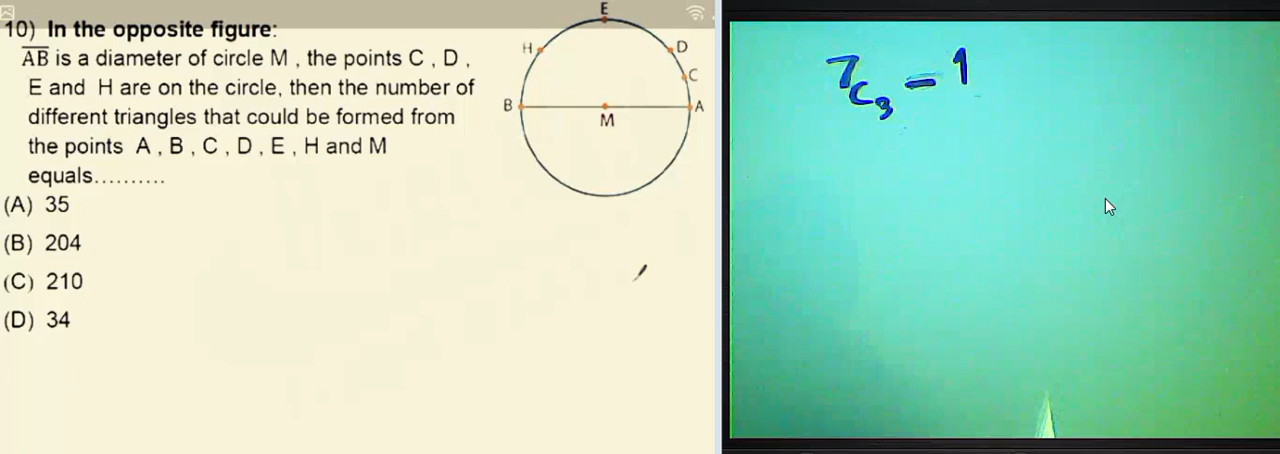 10) In the opposite figure:
AB is a diameter of circle M , the points C , D ,
E and H are on the circle, then the number of
different triangles that could be formed from
the points A , B , C , D , E , H and M
equals..........
(A) 35
(B) 204
(C) 210
(D) 34
E
H
D
C
B
A
M
7C3 - 1